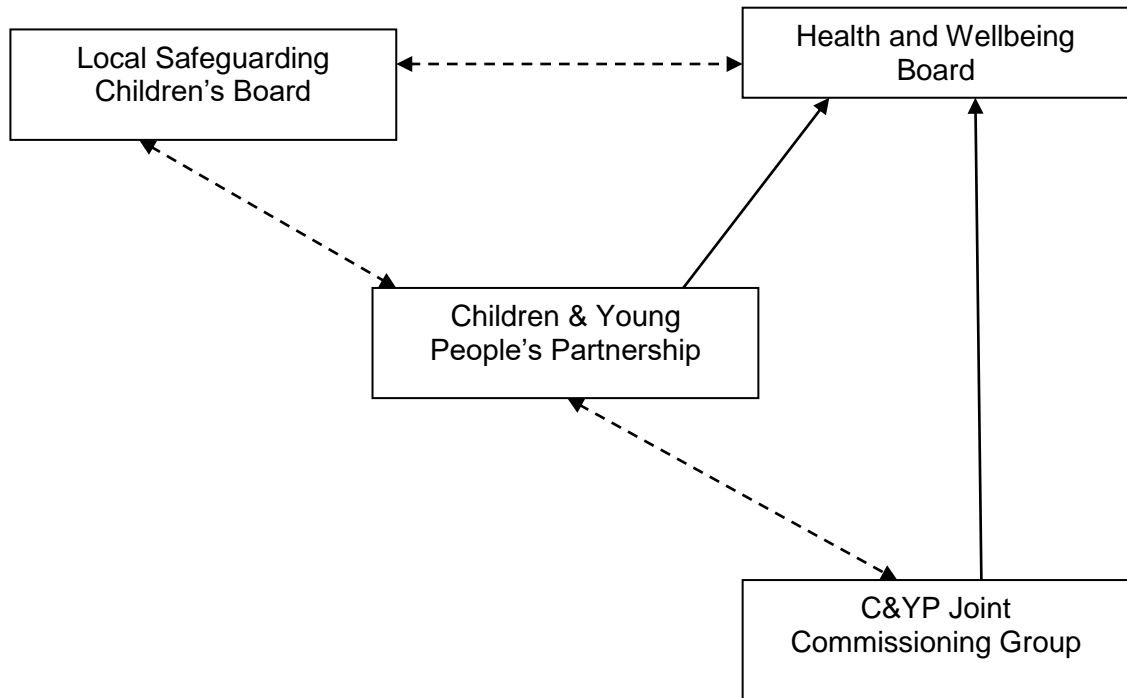 Local Safeguarding
Children’s Board
Health and Wellbeing
Board
Children & Young
People’s Partnership
C&YP Joint
Commissioning Group